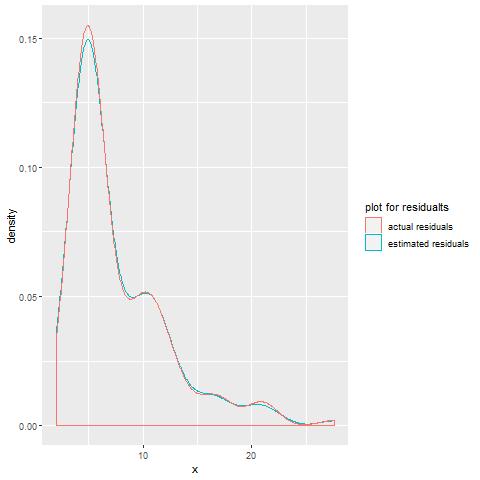 0.15
0.10
0.05
0.00
density
10
20
x
plot for residualts
actual residuals
estimated residuals